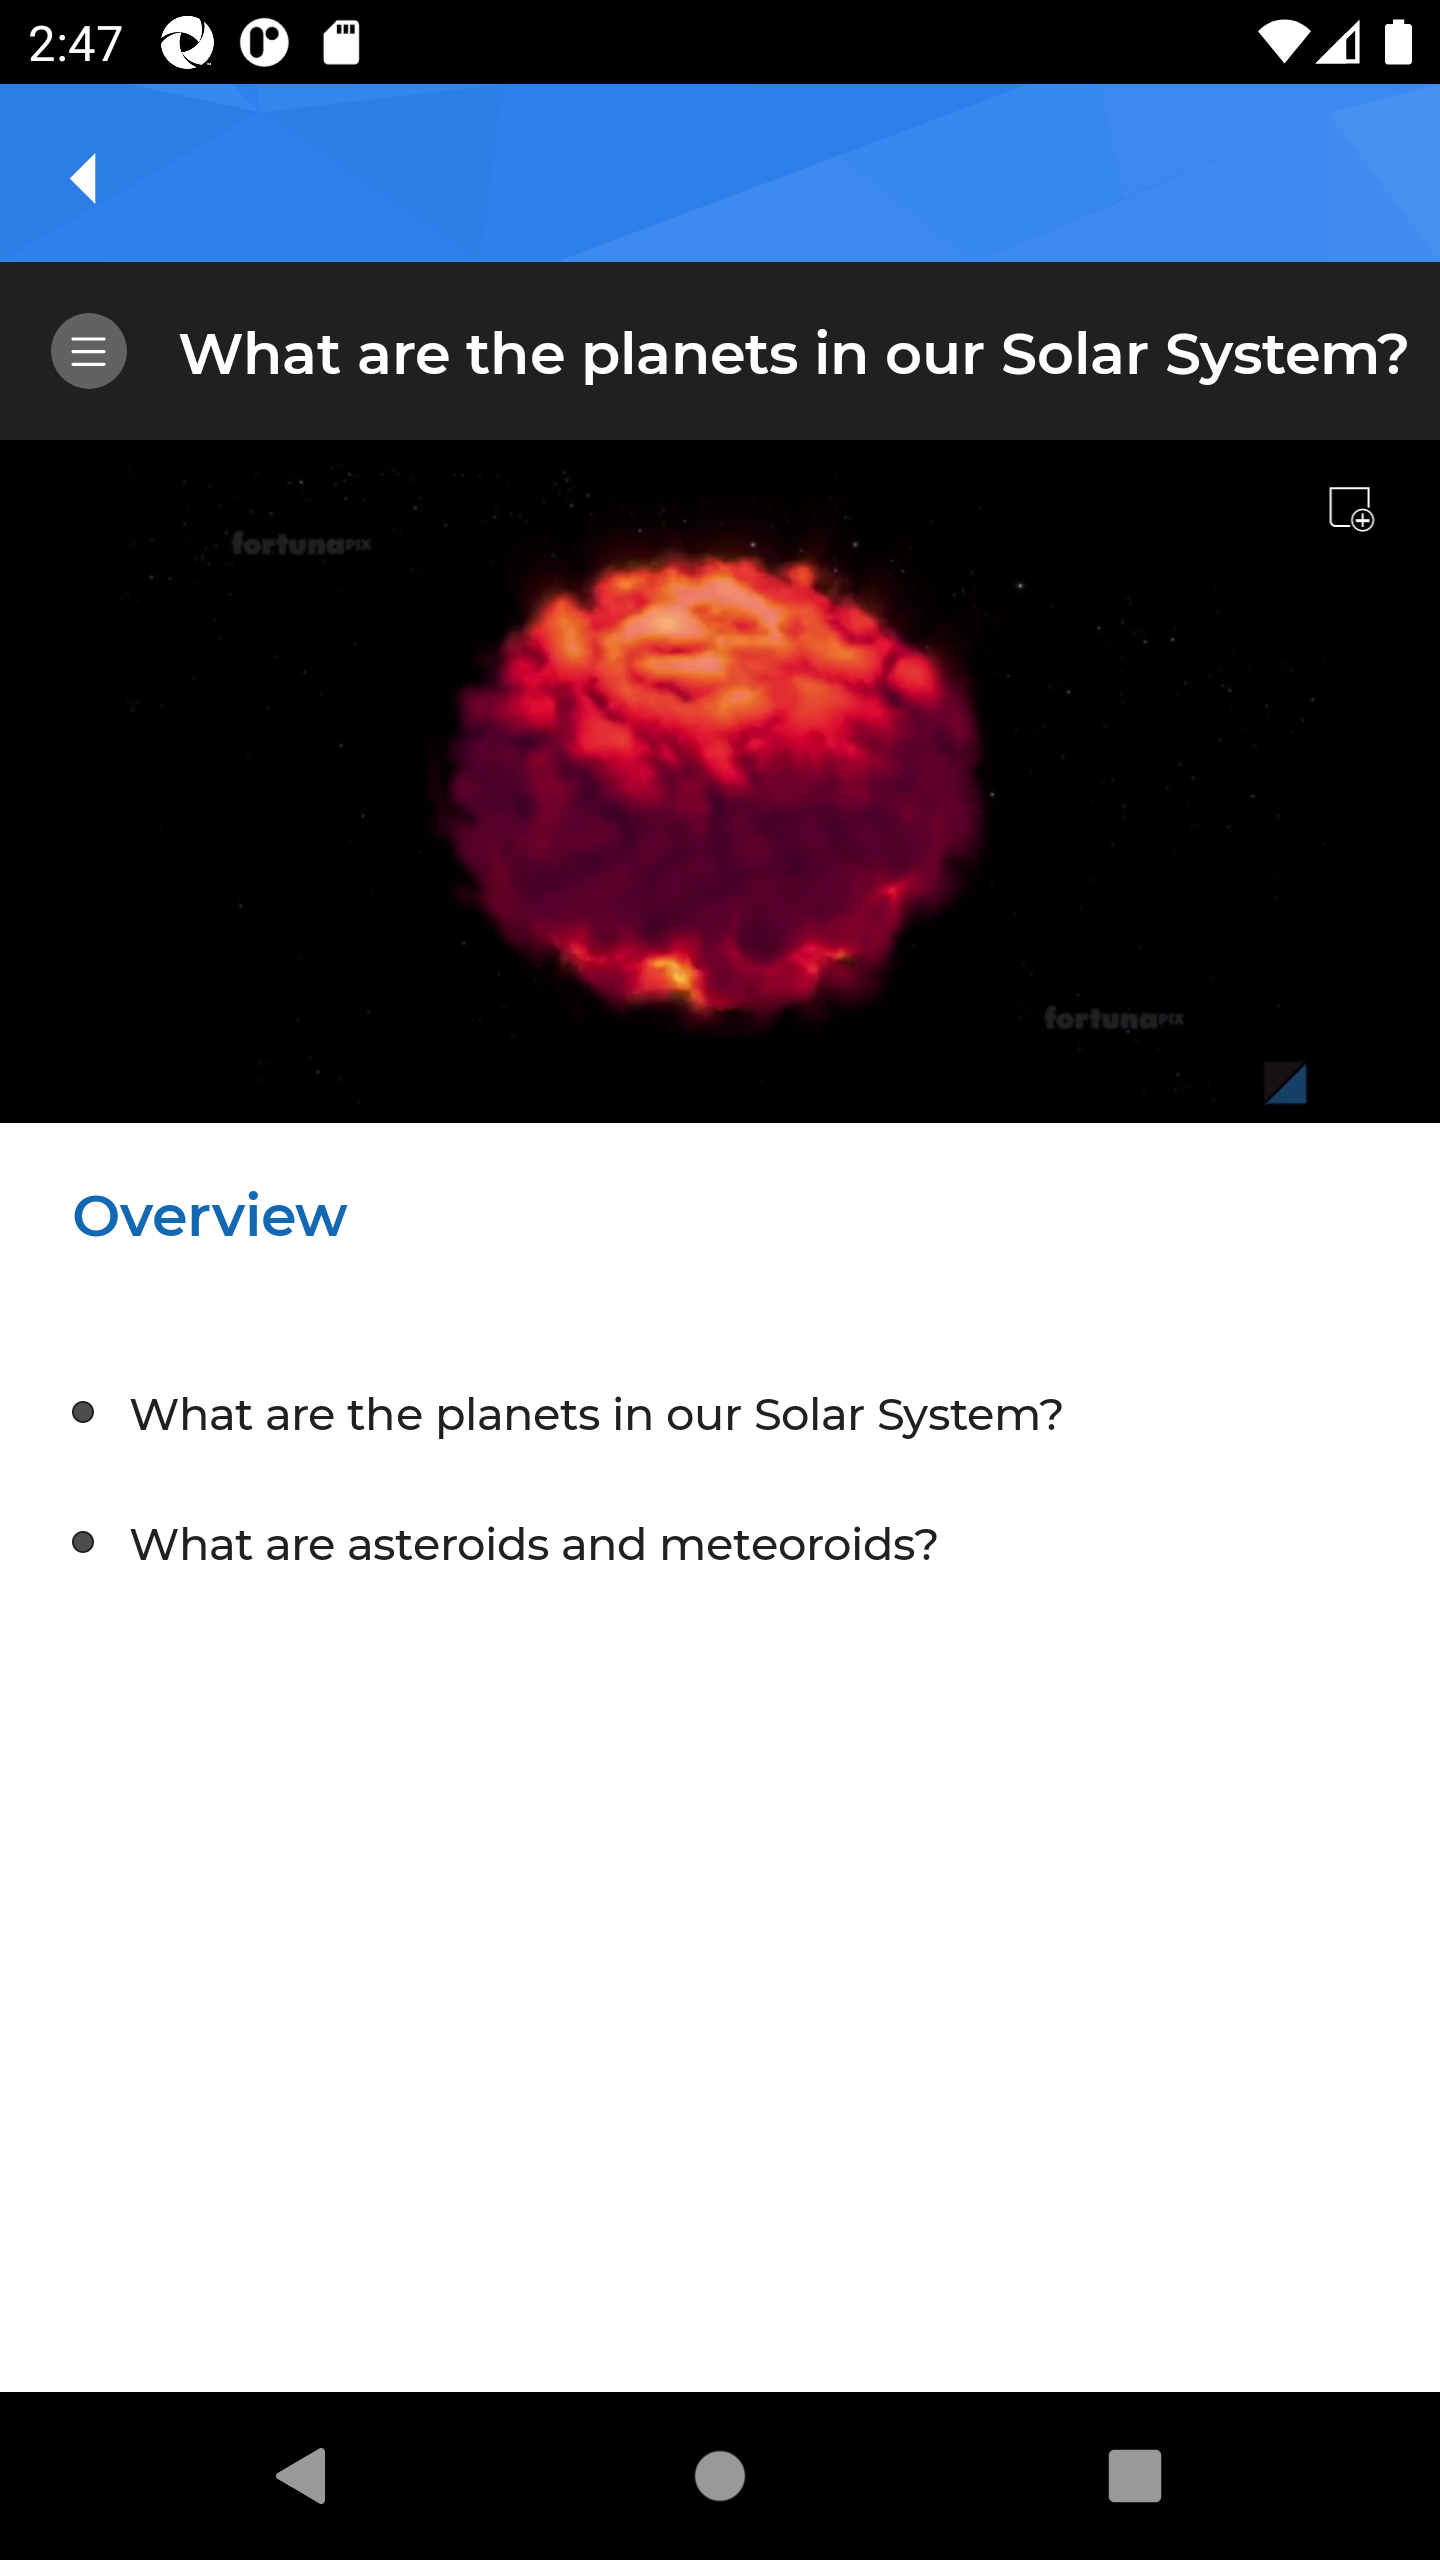 2:47
What are the planets in our Solar System?
fortunaPIX
fortunaPIX
Overview
What are the planets in our Solar System?
What are asteroids and meteoroids?